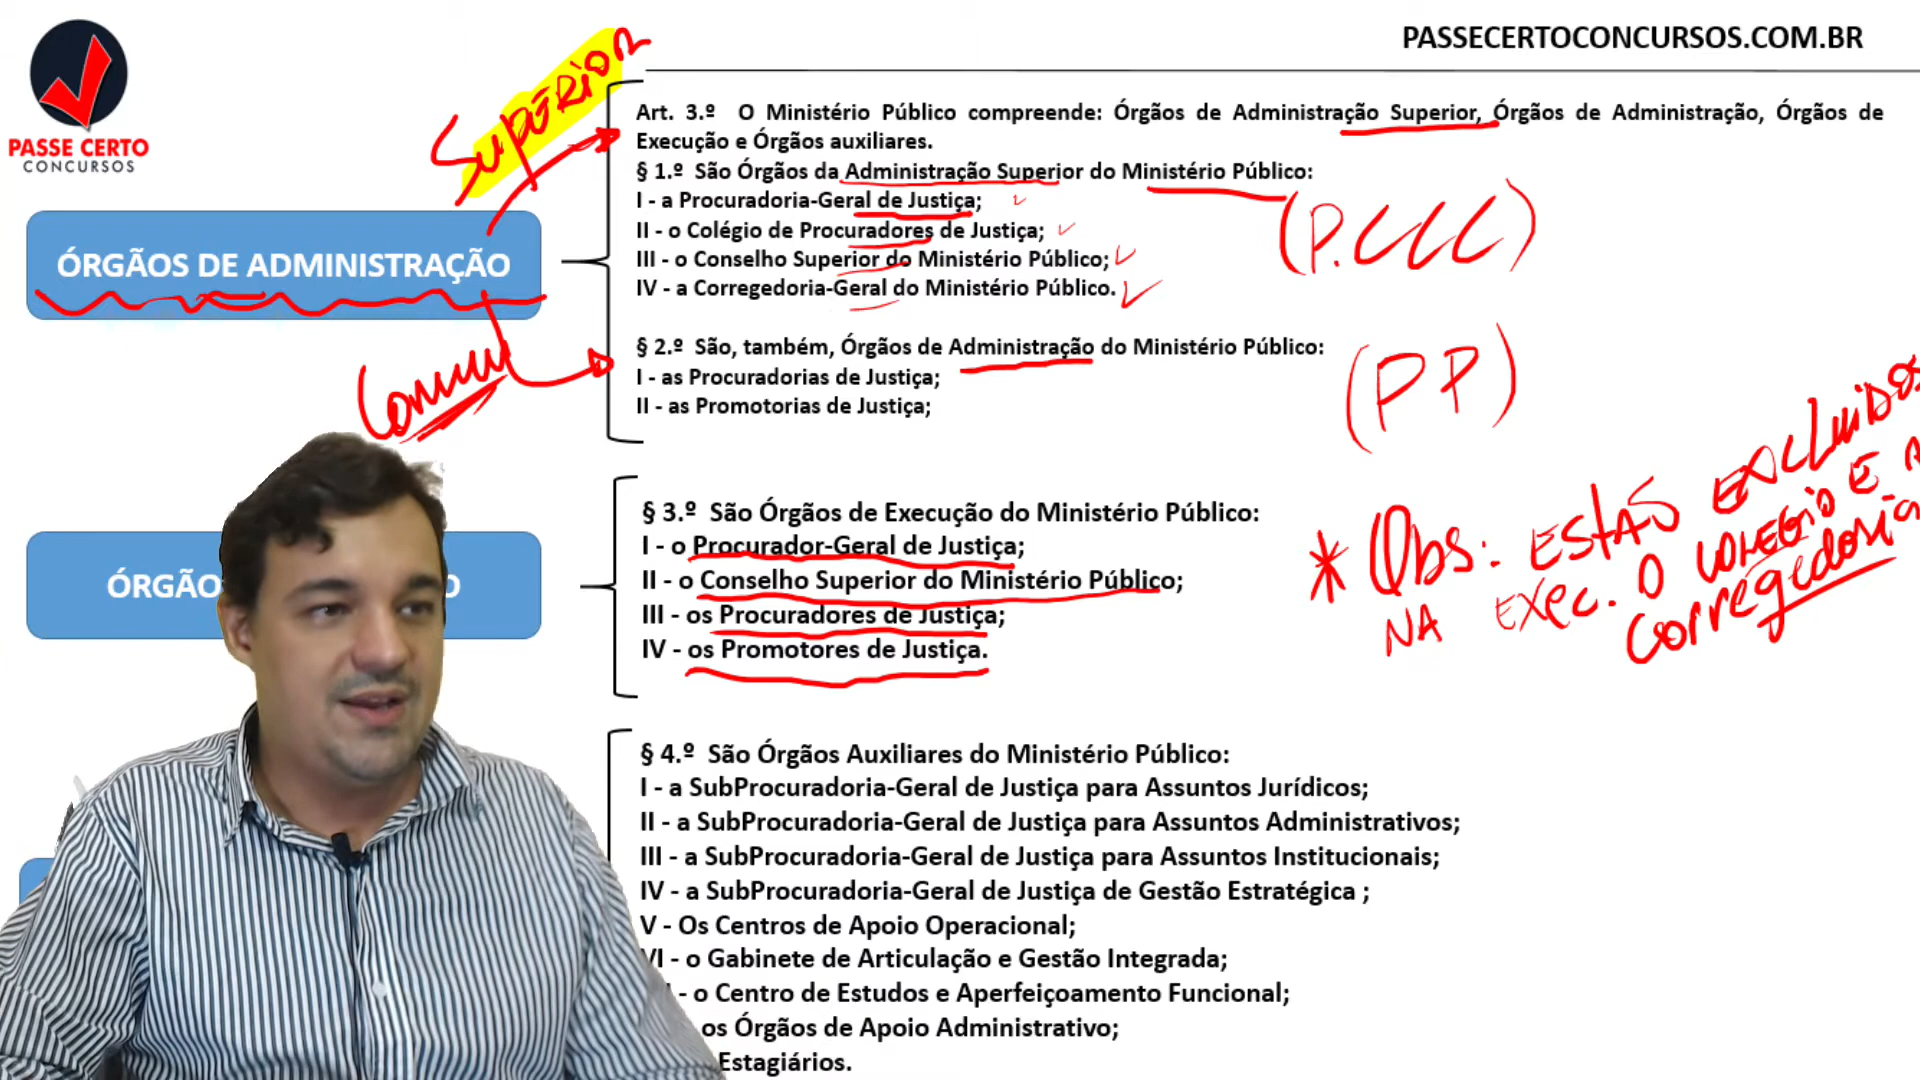 PASSECERTOCONCURSOS.COM.BR
PASSE CERTO
CONCURSOS
SUPERIOR
Art. 3.º O Ministério Público compreende: Órgãos de Administração Superior, Órgãos de Administração, Órgãos de
Execução e Órgãos auxiliares.
§ 1.º São Órgãos da Administração Superior do Ministério Público:
I - a Procuradoria-Geral de Justiça;
II - o Colégio de Procuradores de Justiça;
III - o Conselho Superior do Ministério Público;
IV - a Corregedoria-Geral do Ministério Público.
(P.CCC)
ÓRGÃOS DE ADMINISTRAÇÃO
§ 2.º São, também, Órgãos de Administração do Ministério Público:
I - as Procuradorias de Justiça;
II - as Promotorias de Justiça;
(PP)
§ 3.º São Órgãos de Execução do Ministério Público:
I - o Procurador-Geral de Justiça;
II - o Conselho Superior do Ministério Público;
III - os Procuradores de Justiça;
IV - os Promotores de Justiça.
* Obs: ESTÃO EXCLUIDOS
NA EXEC. O COLEGIO E A
Corregedoria
§ 4.º São Órgãos Auxiliares do Ministério Público:
I - a SubProcuradoria-Geral de Justiça para Assuntos Jurídicos;
II - a SubProcuradoria-Geral de Justiça para Assuntos Administrativos;
III - a SubProcuradoria-Geral de Justiça para Assuntos Institucionais;
IV - a SubProcuradoria-Geral de Justiça de Gestão Estratégica ;
V - Os Centros de Apoio Operacional;
VI - o Gabinete de Articulação e Gestão Integrada;
- o Centro de Estudos e Aperfeiçoamento Funcional;
os Órgãos de Apoio Administrativo;
Estagiários.